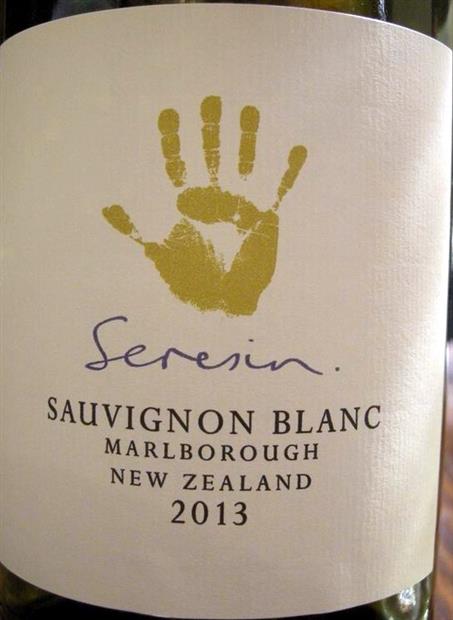 Seresin.
SAUVIGNON BLANC
MARLBOROUGH
NEW ZEALAND
2013